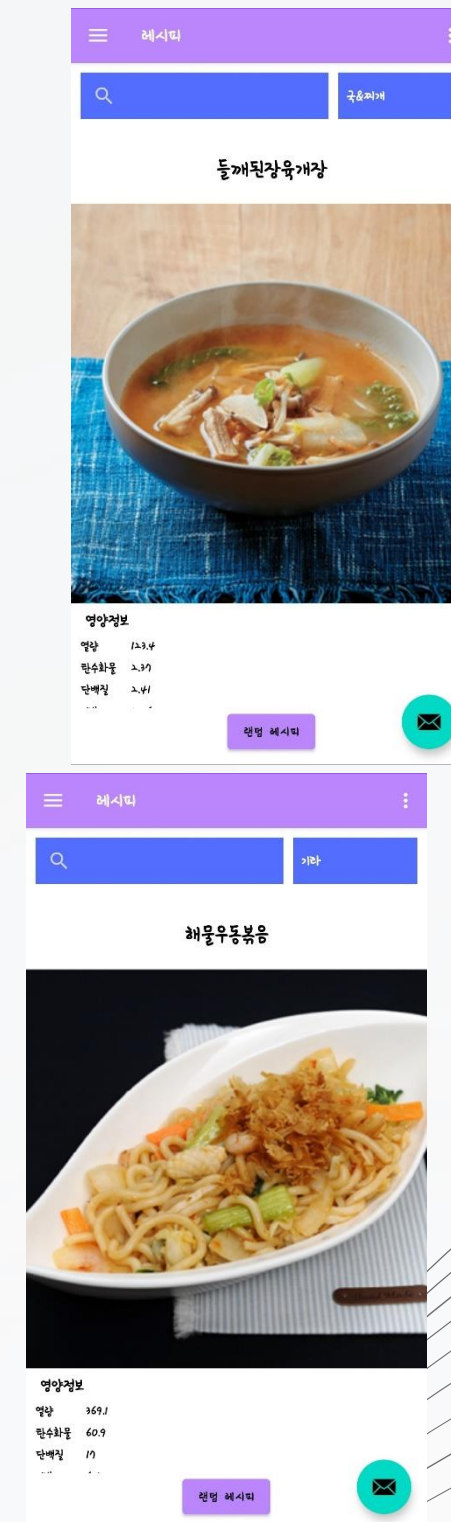 레시피
국&찌개
들깨된장육개장
영양정보
열량 123.4
탄수화물 2.37
단백질 2.41
랜덤 레시피
레시피
기타
해물우동볶음
영양정보
열량 369.1
탄수화물 60.9
단백질 17
랜덤 레시피